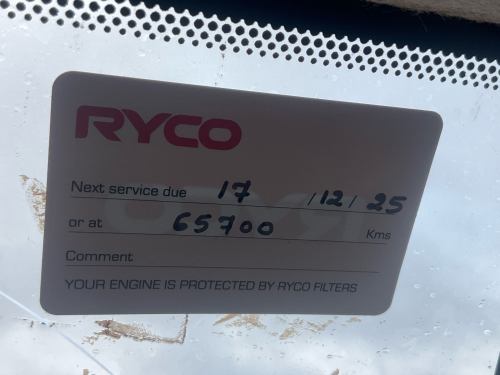 RYCO
Next service due 17 /12/ 25
or at 65700 Kms
Comment
YOUR ENGINE IS PROTECTED BY RYCO FILTERS